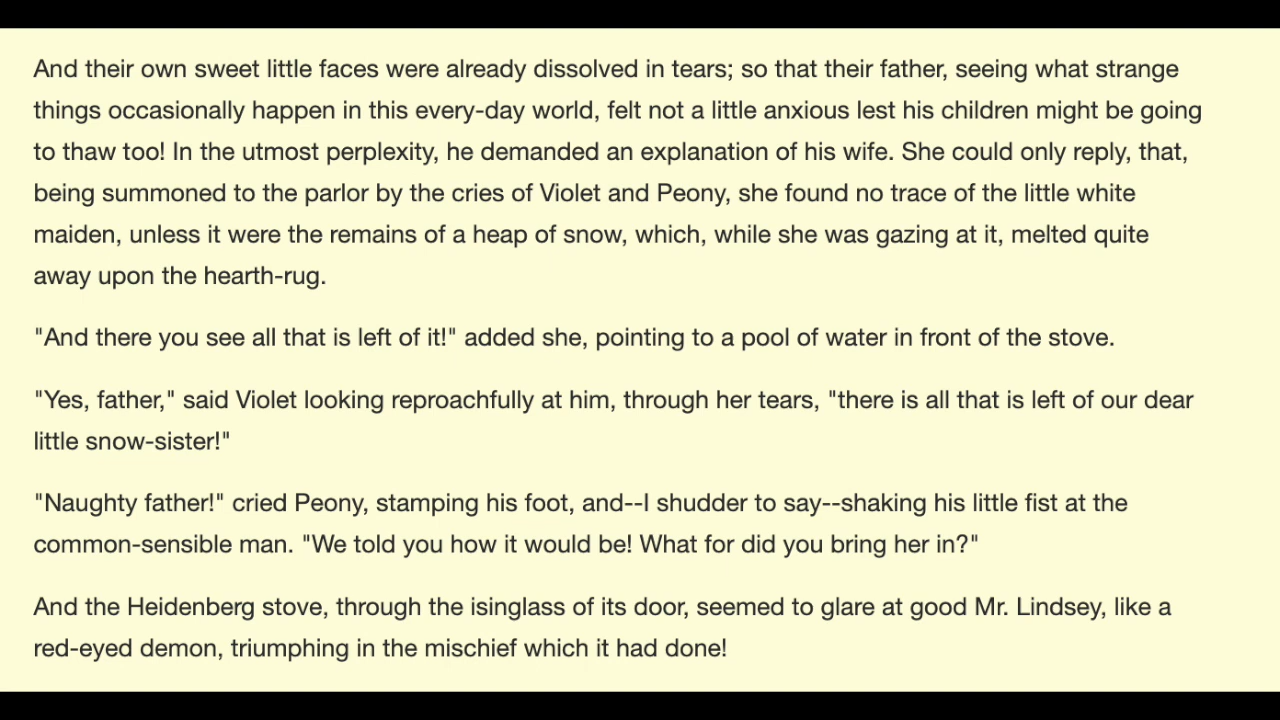 And their own sweet little faces were already dissolved in tears; so that their father, seeing what strange
things occasionally happen in this every-day world, felt not a little anxious lest his children might be going
to thaw too! In the utmost perplexity, he demanded an explanation of his wife. She could only reply, that,
being summoned to the parlor by the cries of Violet and Peony, she found no trace of the little white
maiden, unless it were the remains of a heap of snow, which, while she was gazing at it, melted quite
away upon the hearth-rug.
"And there you see all that is left of it!" added she, pointing to a pool of water in front of the stove.
"Yes, father," said Violet looking reproachfully at him, through her tears, "there is all that is left of our dear
little snow-sister!"
"Naughty father!" cried Peony, stamping his foot, and--I shudder to say--shaking his little fist at the
common-sensible man. "We told you how it would be! What for did you bring her in?"
And the Heidenberg stove, through the isinglass of its door, seemed to glare at good Mr. Lindsey, like a
red-eyed demon, triumphing in the mischief which it had done!